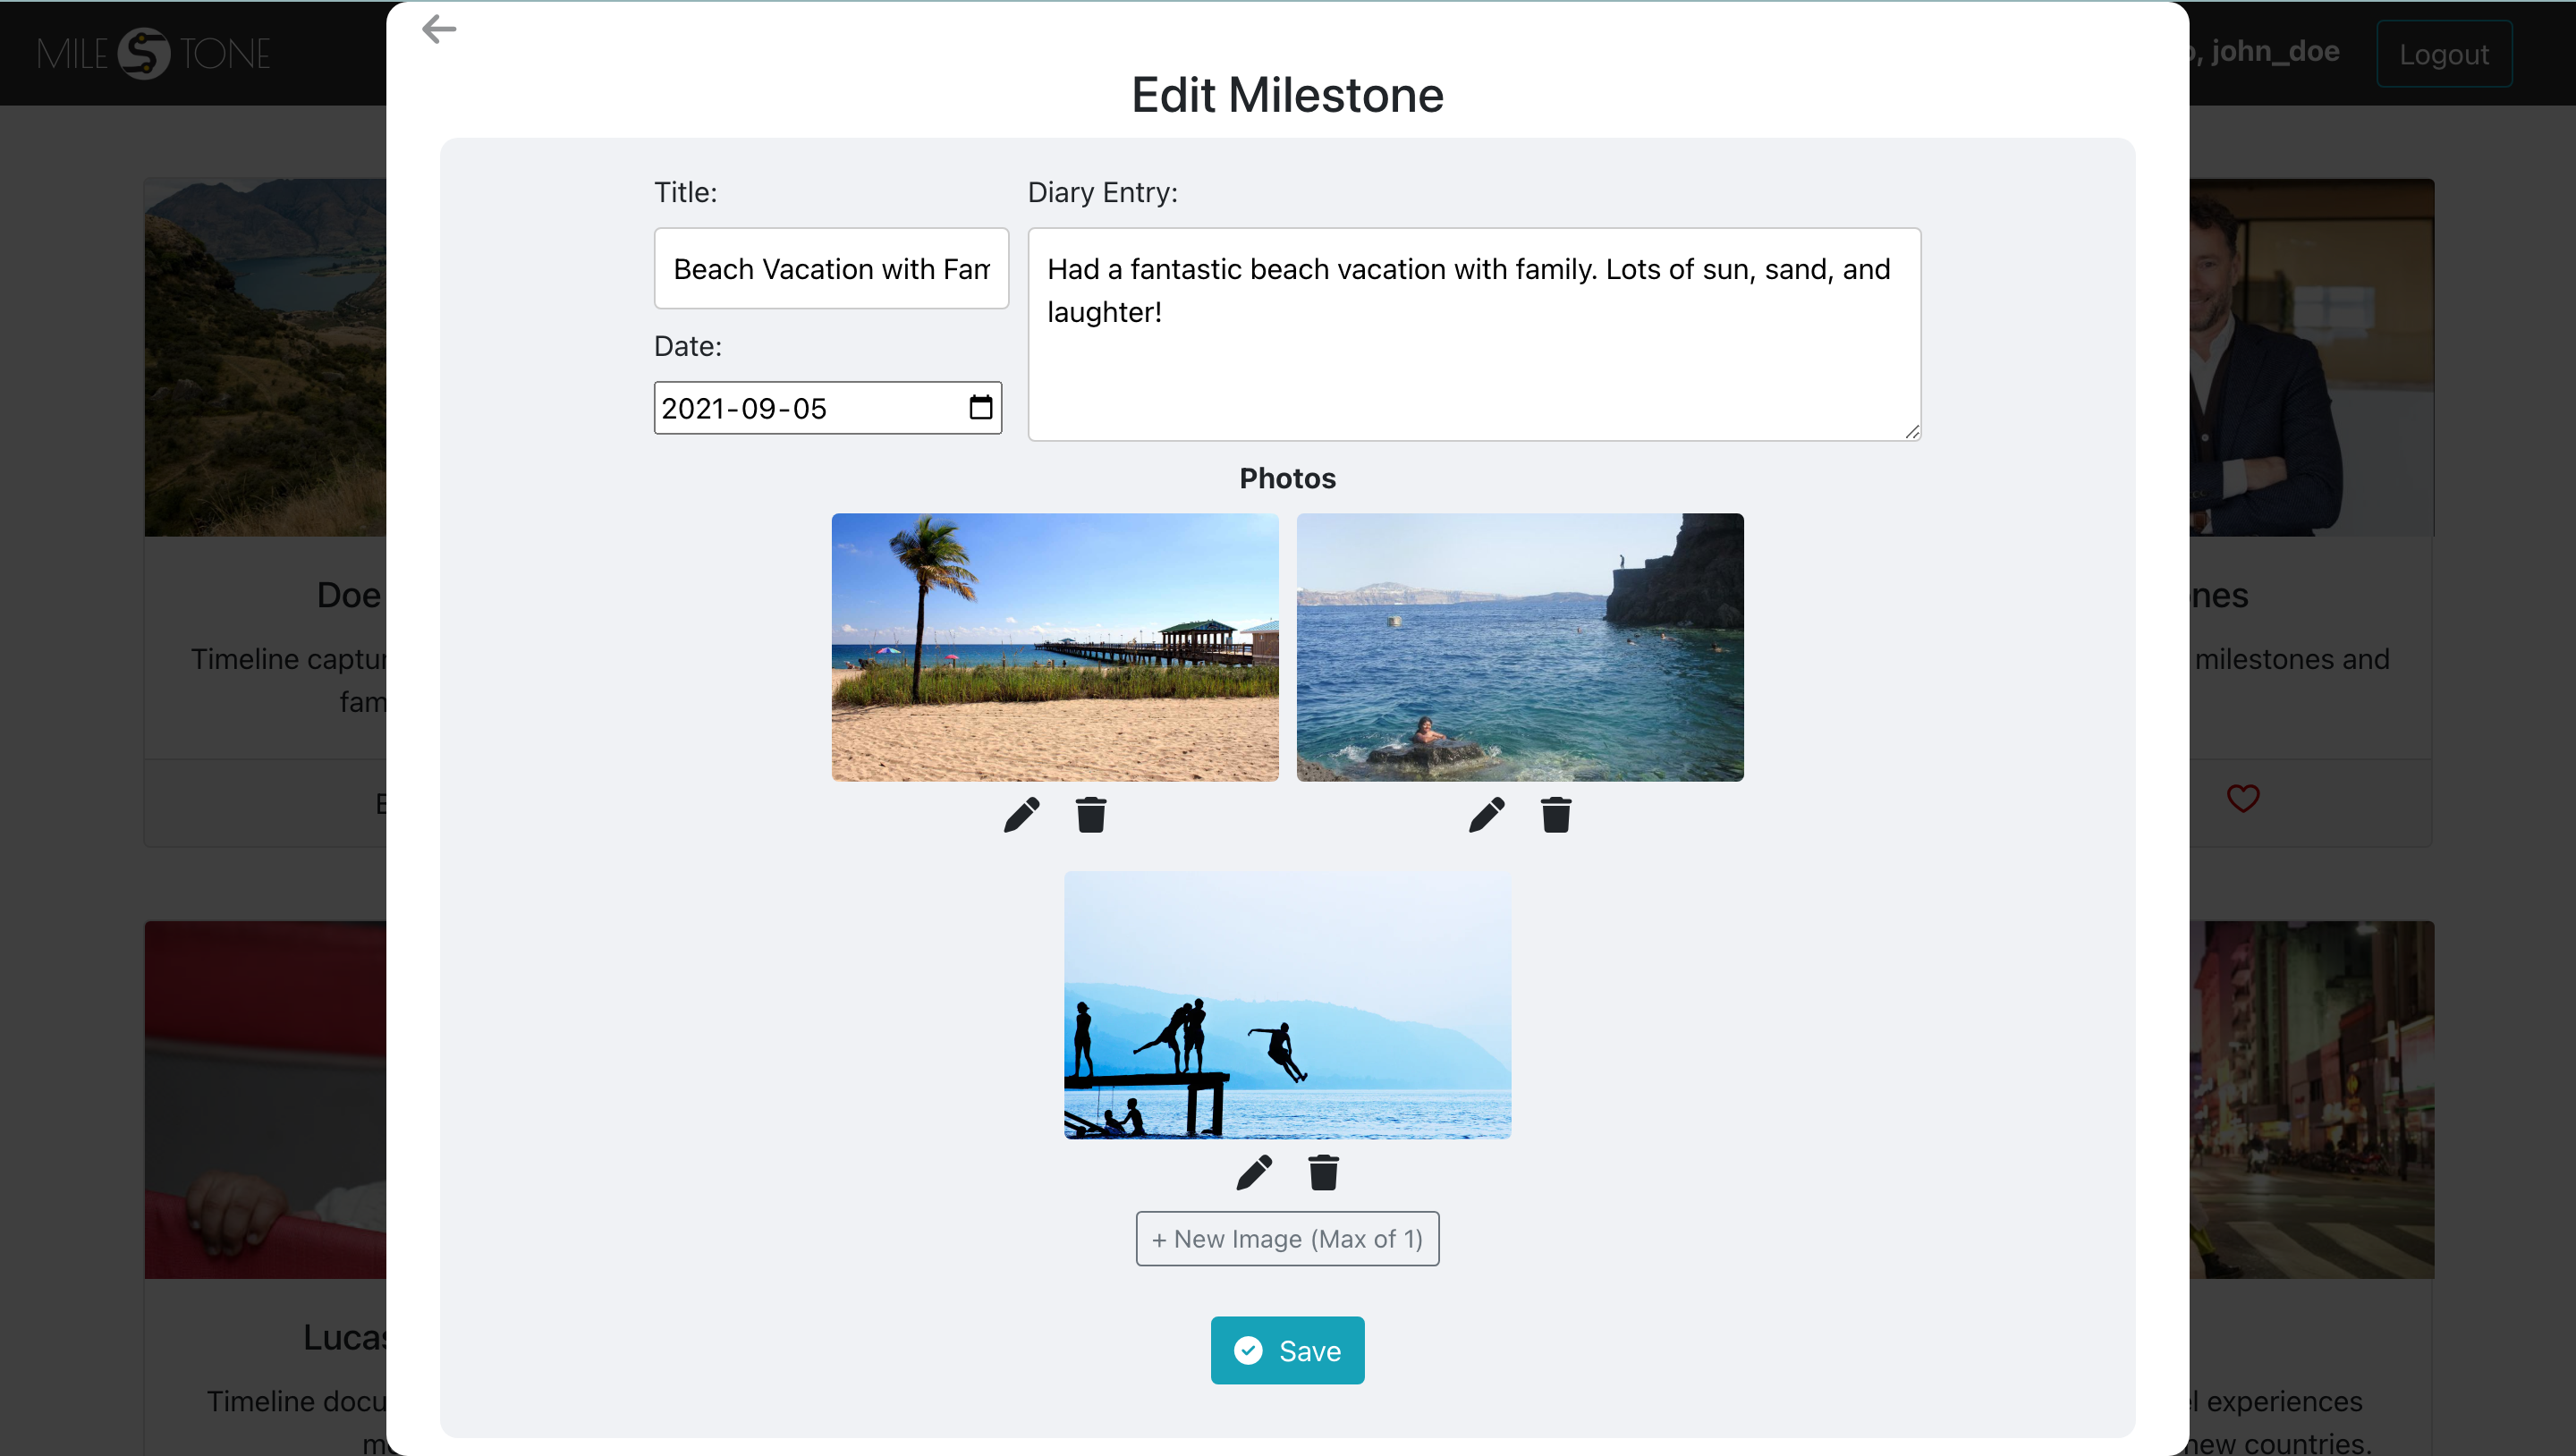 MILE S TONE
, john_doe
Logout
Edit Milestone
Title:
Diary Entry:
Beach Vacation with Fam
Had a fantastic beach vacation with family. Lots of sun, sand, and
laughter!
Date:
2021-09-05
Photos
Doe
nes
Timeline captur
milestones and
fam
+ New Image (Max of 1)
Save
Lucas
Timeline docu
experiences
new countries.